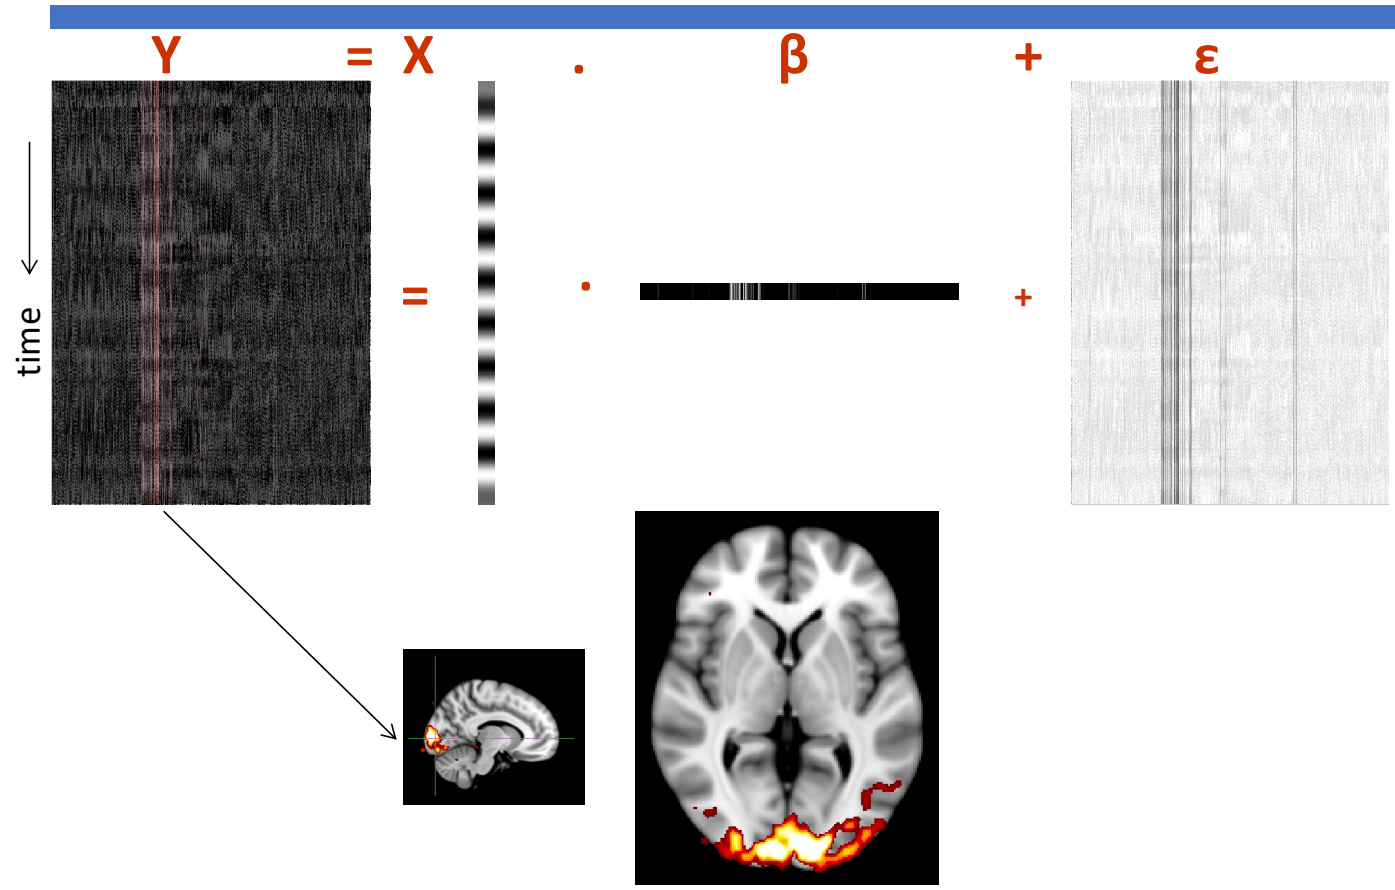 Y = X . β + ε
= . +
time